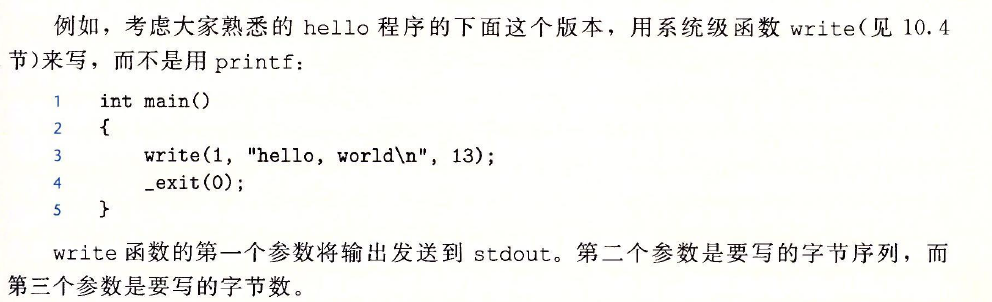 例如，考虑大家熟悉的 hello 程序的下面这个版本，用系统级函数 write(见 10.4
节)来写，而不是用 printf：
1 int main()
2 {
3 write(1, "hello, world\n", 13);
4 _exit(0);
5 }
write 函数的第一个参数将输出发送到 stdout。第二个参数是要写的字节序列，而
第三个参数是要写的字节数。